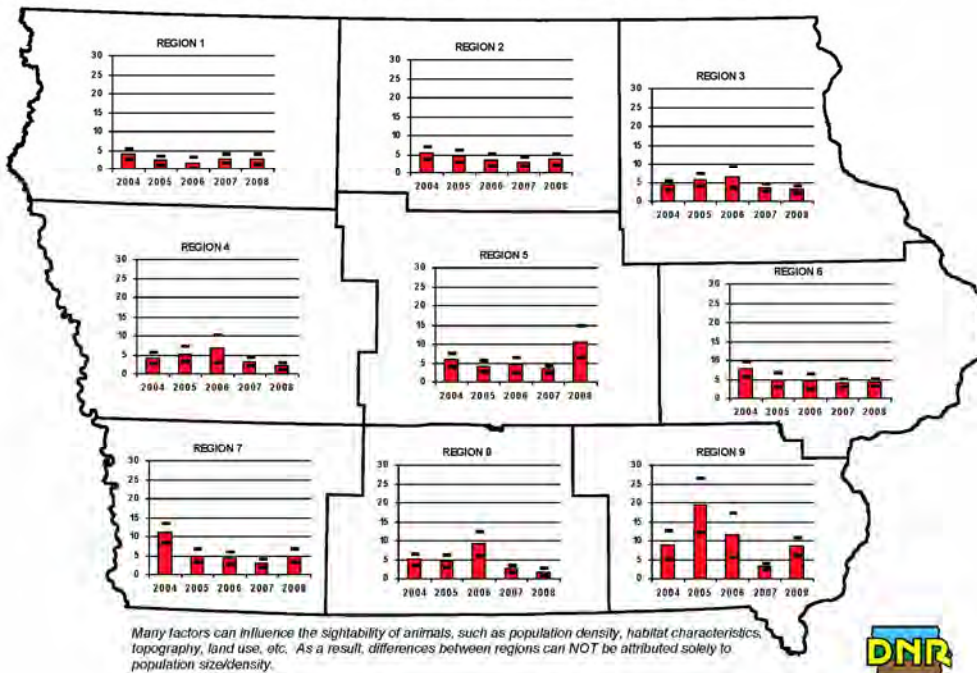 REGION 1
30
25
20
15
10
5
0
2004 2005 2006 2007 2008
REGION 2
30
25
20
15
10
5
0
2004 2005 2006 2007 2008
REGION 3
30
25
20
15
10
5
0
2004 2005 2006 2007 2008
REGION 4
30
25
20
15
10
5
0
2004 2005 2006 2007 2008
REGION 5
30
25
20
15
10
5
0
2004 2005 2006 2007 2008
REGION 6
30
25
20
15
10
5
0
2004 2005 2006 2007 2008
REGION 7
30
25
20
15
10
5
0
2004 2005 2006 2007 2008
REGION 8
30
25
20
15
10
5
0
2004 2005 2006 2007 2008
REGION 9
30
25
20
15
10
5
0
2004 2005 2006 2007 2008
Many factors can influence the sightability of animals, such as population density, habitat characteristics,
topography, land use, etc. As a result, differences between regions can NOT be attributed solely to
population size/density.
DNR